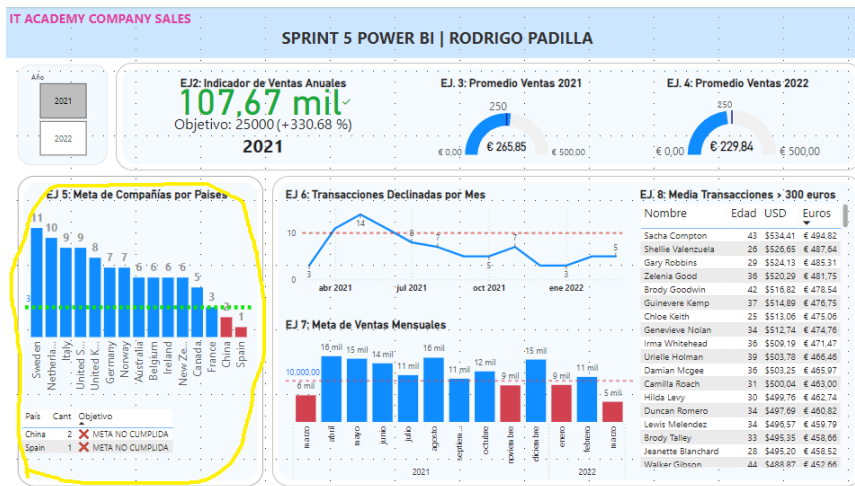 IT ACADEMY COMPANY SALES
SPRINT 5 POWER BI | RODRIGO PADILLA
Año
2021
2022
EJ2: Indicador de Ventas Anuales
107,67 mil
Objetivo: 25000 (+330.68 %)
2021
EJ. 3: Promedio Ventas 2021
250
€ 265,85
€ 0,00
€ 500,00
EJ. 4: Promedio Ventas 2022
250
€ 229,84
€ 0,00
€ 500,00
EJ 5: Meta de Compañías por Paises
11
10
9
9
8
7
7
6
6
6
6
5
3
2
1
3
Sweden
Netherla...
Italy
United S...
United K...
Germany
Norway
Australia
Belgium
Ireland
New Ze...
Canada
France
China
Spain
País Cant Objetivo
China 2 ❌ META NO CUMPLIDA
Spain 1 ❌ META NO CUMPLIDA
EJ 6: Transacciones Declinadas por Mes
10
0
3
14
8
7
5
7
3
5
abr 2021
jul 2021
oct 2021
ene 2022
EJ 7: Meta de Ventas Mensuales
10.000,00
6 mil
16 mil
15 mil
14 mil
11 mil
16 mil
11 mil
12 mil
9 mil
15 mil
9 mil
11 mil
5 mil
marzo
abril
mayo
junio
julio
agosto
septiem...
octubre
noviembre
diciembre
enero
febrero
marzo
2021
2022
EJ. 8: Media Transacciones > 300 euros
Nombre Edad USD Euros
Sacha Compton 43 $534,41 € 494,82
Shellie Valenzuela 26 $526,65 € 487,64
Gary Robbins 29 $524,13 € 485,31
Zelenia Good 36 $520,29 € 481,75
Brody Goodwin 42 $516,82 € 478,54
Guinevere Kemp 37 $514,89 € 476,75
Chloe Keith 25 $513,06 € 475,06
Genevieve Nolan 34 $512,74 € 474,76
Irma Whitehead 36 $509,19 € 471,47
Urielle Holman 39 $503,78 € 466,46
Damian Mcgee 36 $503,25 € 465,97
Camilla Roach 31 $500,04 € 463,00
Hilda Levy 30 $499,76 € 462,74
Duncan Romero 34 $497,69 € 460,82
Lewis Melendez 34 $496,57 € 459,79
Brody Talley 33 $495,35 € 458,66
Jeanette Blanchard 28 $495,20 € 458,52
Walker Gibson 44 $488,87 € 452,66